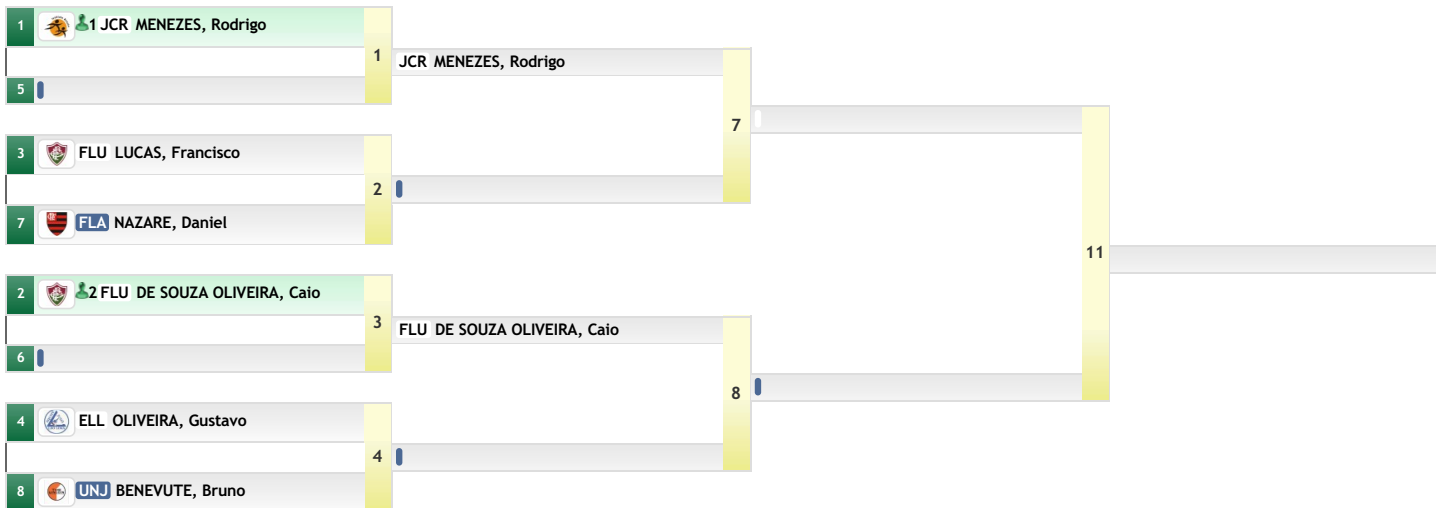 1 1 JCR MENEZES, Rodrigo
1
JCR MENEZES, Rodrigo
5
7
3 FLU LUCAS, Francisco
2
7 FLA NAZARE, Daniel
11
2 2 FLU DE SOUZA OLIVEIRA, Caio
3
FLU DE SOUZA OLIVEIRA, Caio
6
8
4 ELL OLIVEIRA, Gustavo
4
8 UNJ BENEVUTE, Bruno